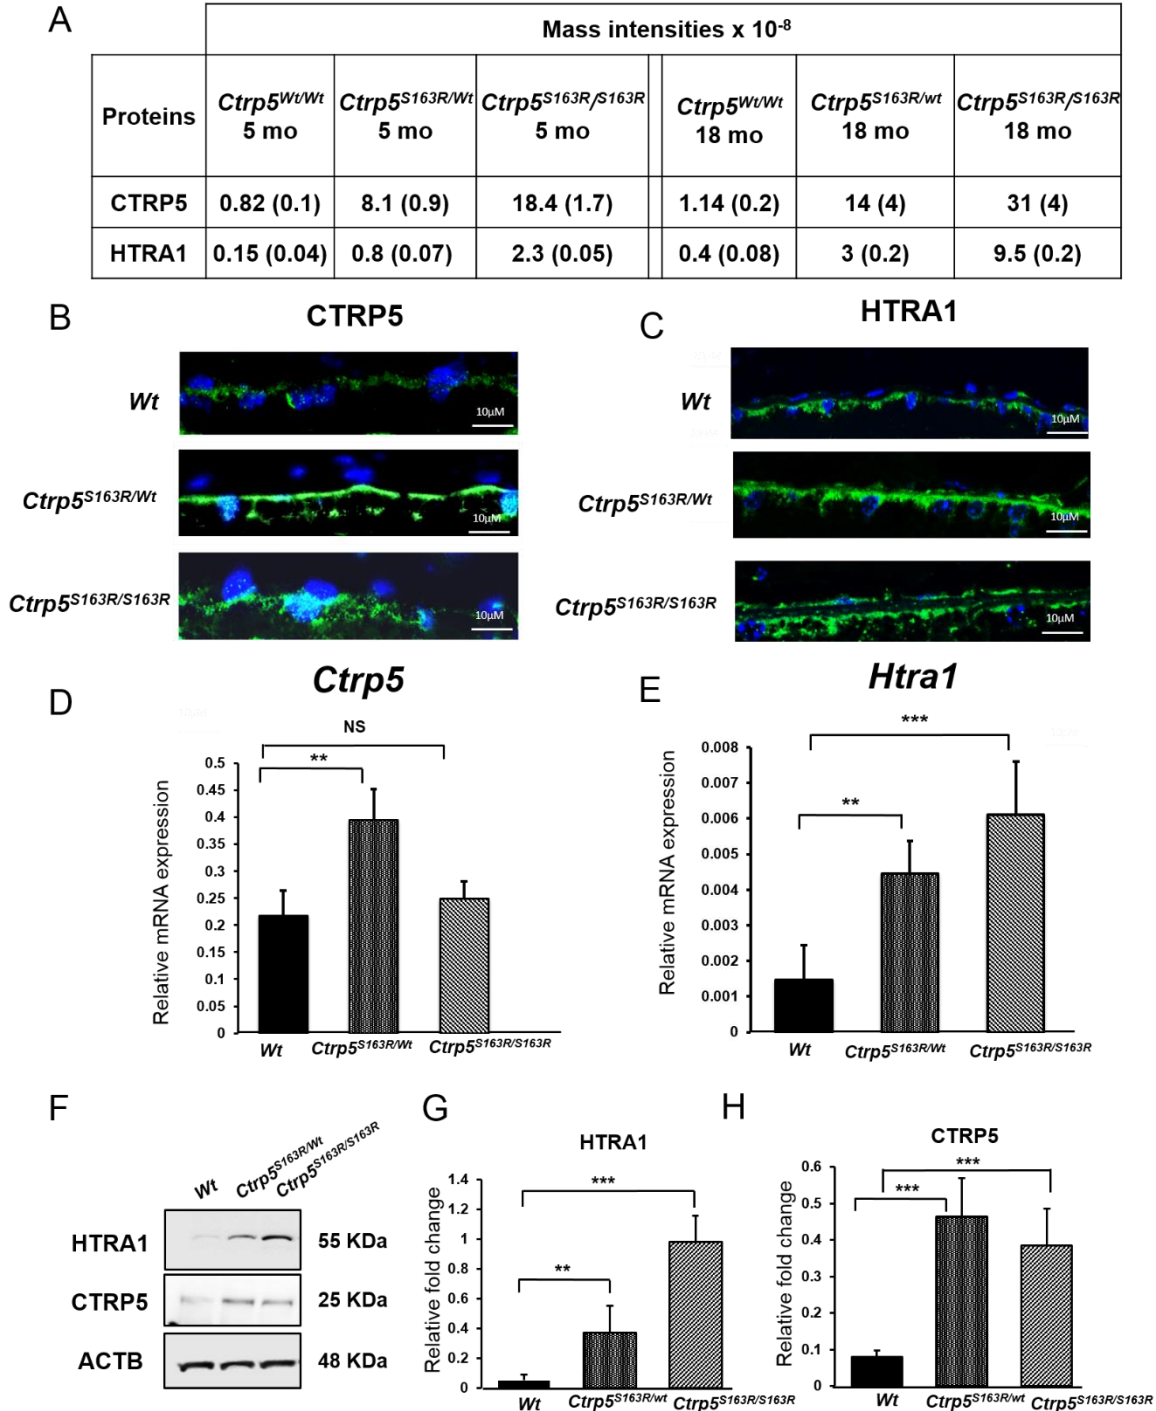 A
Mass intensities x 10-8
Proteins Ctrp5Wt/Wt 5 mo Ctrp5S163R/Wt 5 mo Ctrp5S163R/S163R 5 mo Ctrp5Wt/Wt 18 mo Ctrp5S163R/wt 18 mo Ctrp5S163R/S163R 18 mo
CTRP5 0.82 (0.1) 8.1 (0.9) 18.4 (1.7) 1.14 (0.2) 14 (4) 31 (4)
HTRA1 0.15 (0.04) 0.8 (0.07) 2.3 (0.05) 0.4 (0.08) 3 (0.2) 9.5 (0.2)
B
CTRP5
Wt
10µM
Ctrp5S163R/Wt
10µM
Ctrp5S163R/S163R
10µM
C
HTRA1
Wt
10µM
Ctrp5S163R/Wt
10µM
Ctrp5S163R/S163R
10µM
D
Ctrp5
NS
**
Relative mRNA expression
0.5
0.45
0.4
0.35
0.3
0.25
0.2
0.15
0.1
0.05
0
Wt Ctrp5S163R/Wt Ctrp5S163R/S163R
E
Htra1
***
**
Relative mRNA expression
0.008
0.007
0.006
0.005
0.004
0.003
0.002
0.001
0
Wt Ctrp5S163R/Wt Ctrp5S163R/S163R
F
Wt Ctrp5S163R/Wt Ctrp5S163R/S163R
HTRA1 55 KDa
CTRP5 25 KDa
ACTB 48 KDa
G
HTRA1
***
**
Relative fold change
1.4
1.2
1
0.8
0.6
0.4
0.2
0
Wt Ctrp5S163R/wt Ctrp5S163R/S163R
H
CTRP5
***
***
Relative fold change
0.6
0.5
0.4
0.3
0.2
0.1
0
Wt Ctrp5S163R/wt Ctrp5S163R/S163R